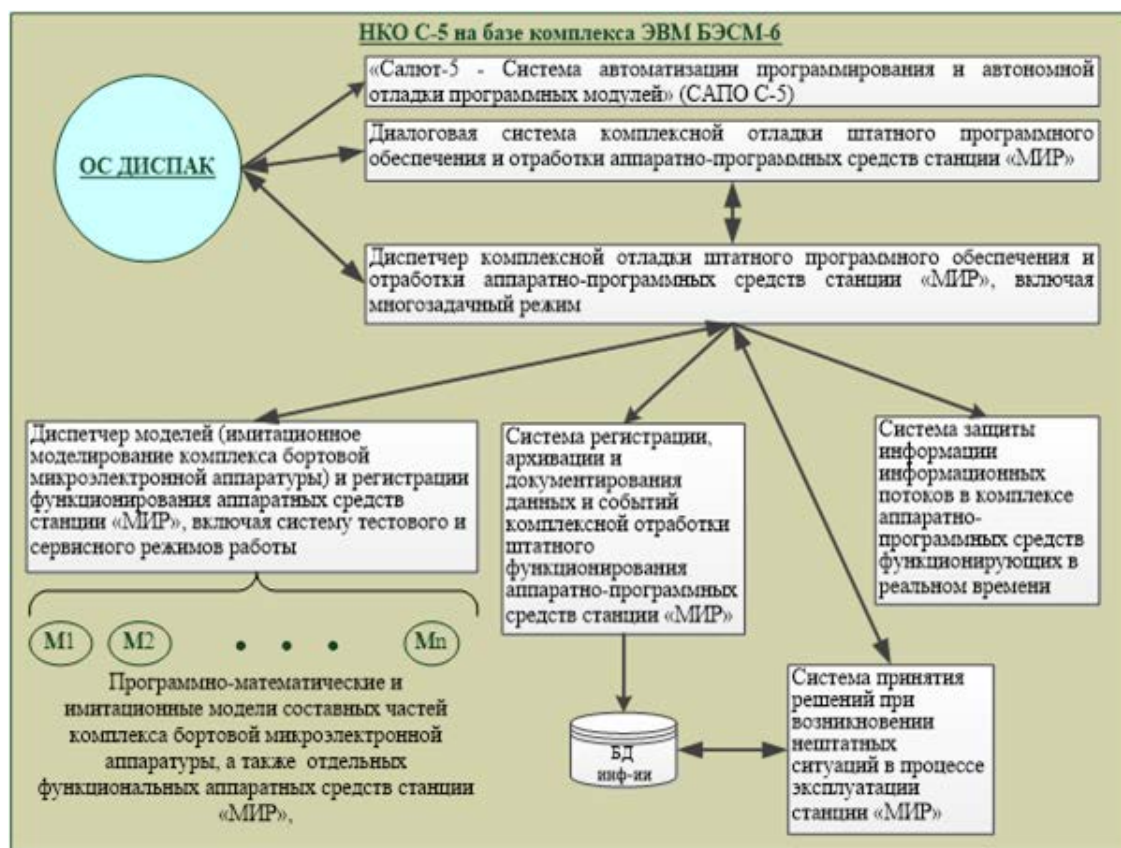 НКО С-5 на базе комплекса ЭВМ БЭСМ-6
«Салют-5 - Система автоматизации программирования и автономной
отладки программных модулей» (САПО С-5)
ОС ДИСПАК
Диалоговая система комплексной отладки штатного программного
обеспечения и отработки аппаратно-программных средств станции «МИР»
Диспетчер комплексной отладки штатного программного обеспечения и
отработки аппаратно-программных средств станции «МИР», включая
многозадачный режим
Диспетчер моделей (имитационное
моделирование комплекса бортовой
микроэлектронной аппаратуры) и регистрации
функционирования аппаратных средств
станции «МИР», включая систему тестового и
сервисного режимов работы
Система регистрации,
архивации и
документирования
данных и событий
комплексной отработки
штатного
функционирования
аппаратно-программных
средств станции «МИР»
Система защиты
информации
информационных
потоков в комплексе
аппаратно-
программных средств
функционирующих в
реальном времени
М1 М2 • • • Мn
Программно-математические и
имитационные модели составных частей
комплекса бортовой микроэлектронной
аппаратуры, а также отдельных
функциональных аппаратных средств станции
«МИР»,
БД
инф-ии
Система принятия
решений при
возникновении
нештатных
ситуаций в процессе
эксплуатации
станции «МИР»